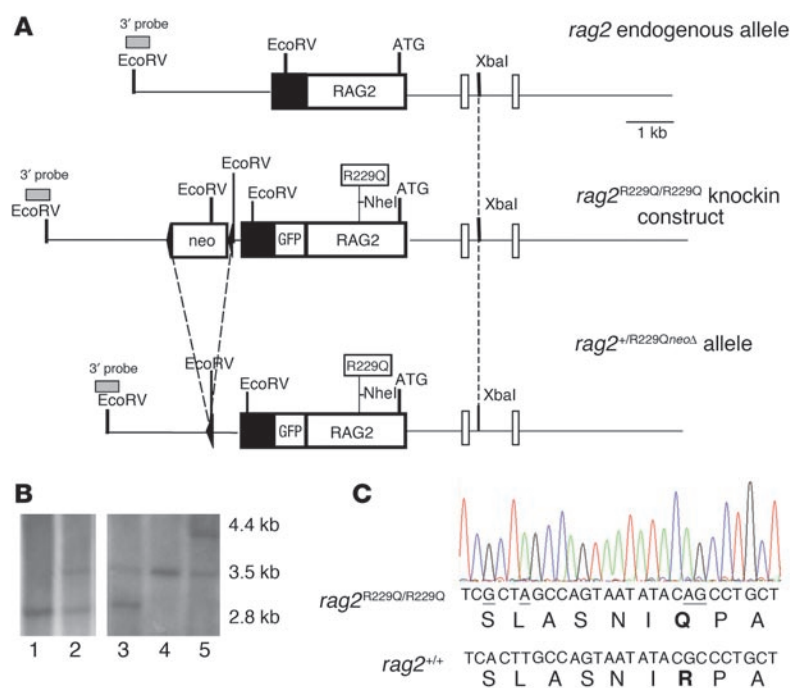 A
3′ probe
EcoRV
EcoRV
ATG
XbaI
rag2 endogenous allele
RAG2
1 kb
3′ probe
EcoRV
EcoRV
EcoRV
EcoRV
R229Q
NheI
ATG
XbaI
rag2R229Q/R229Q knockin
construct
neo
GFP
RAG2
rag2+/R229QneoΔ allele
3′ probe
EcoRV
EcoRV
EcoRV
R229Q
NheI
ATG
XbaI
GFP
RAG2
B
4.4 kb
3.5 kb
2.8 kb
1 2 3 4 5
C
rag2R229Q/R229Q
TCGCTAGCCAGTAATATACAGCCTGCT
S L A S N I Q P A
rag2+/+
TCACTTGCCAGTAATATACGCCCTGCT
S L A S N I R P A